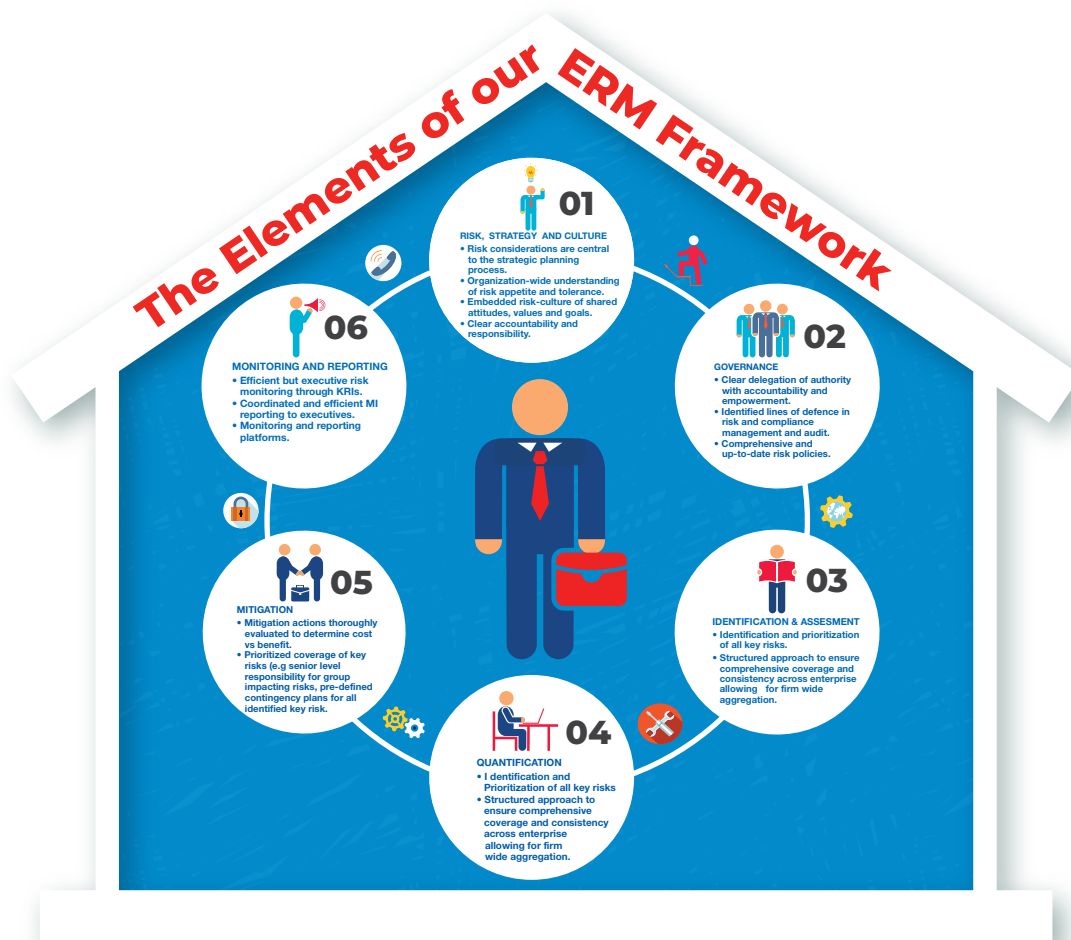 The Elements of our ERM Framework
01
RISK, STRATEGY AND CULTURE
• Risk considerations are central
to the strategic planning
process.
• Organization-wide understanding
of risk appetite and tolerance.
• Embedded risk-culture of shared
attitudes, values and goals.
• Clear accountability and
responsibility.
02
GOVERNANCE
• Clear delegation of authority
with accountability and
empowerment.
• Identified lines of defence in
risk and compliance
management and audit.
• Comprehensive and
up-to-date risk policies.
03
IDENTIFICATION & ASSESMENT
• Identification and prioritization
of all key risks.
• Structured approach to ensure
comprehensive coverage and
consistency across enterprise
allowing for firm wide
aggregation.
04
QUANTIFICATION
• I dentification and
Prioritization of all key risks
• Structured approach to
ensure comprehensive
coverage and consistency
across enterprise
allowing for firm
wide aggregation.
05
MITIGATION
• Mitigation actions thoroughly
evaluated to determine cost
vs benefit.
• Prioritized coverage of key
risks (e.g senior level
responsibility for group
impacting risks, pre-defined
contingency plans for all
identified key risk.
06
MONITORING AND REPORTING
• Efficient but executive risk
monitoring through KRIs.
• Coordinated and efficient MI
reporting to executives.
• Monitoring and reporting
platforms.